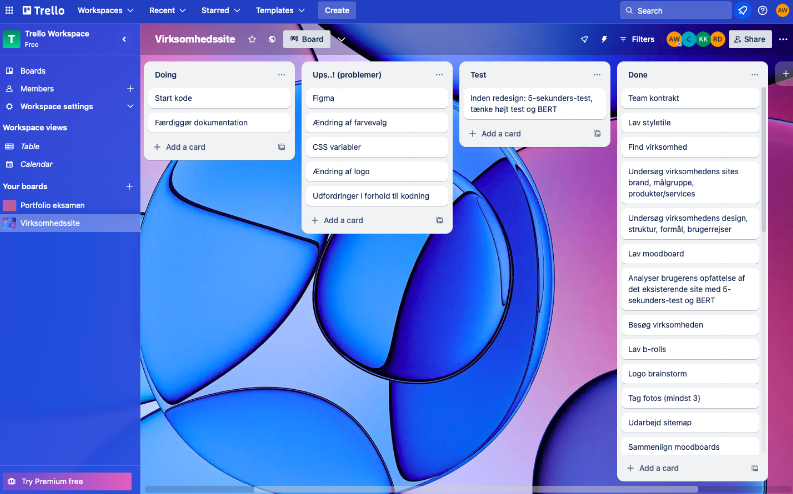 Trello
Workspaces
Recent
Starred
Templates
Create
Search
AW
T
Trello Workspace
Free
Virksomhedssite
Board
Filters
AW
C
KK
RD
Share
Boards
Members
Workspace settings
Workspace views
Table
Calendar
Your boards
Portfolio eksamen
Virksomhedssite
Try Premium free
Doing
Start kode
Færdiggør dokumentation
Add a card
Ups..! (problemer)
Figma
Ændring af farvevalg
CSS variabler
Ændring af logo
Udfordringer i forhold til kodning
Add a card
Test
Inden redesign: 5-sekunders-test,
tænke højt test og BERT
Add a card
Done
Team kontrakt
Lav styletile
Find virksomhed
Undersøg virksomhedens sites
brand, målgruppe,
produkter/services
Undersøg virksomhedens design,
struktur, formål, brugerrejser
Lav moodboard
Analyser brugerens opfattelse af
det eksisterende site med 5-
sekunders-test og BERT
Besøg virksomheden
Lav b-rolls
Logo brainstorm
Tag fotos (mindst 3)
Udarbejd sitemap
Sammenlign moodboards
Add a card